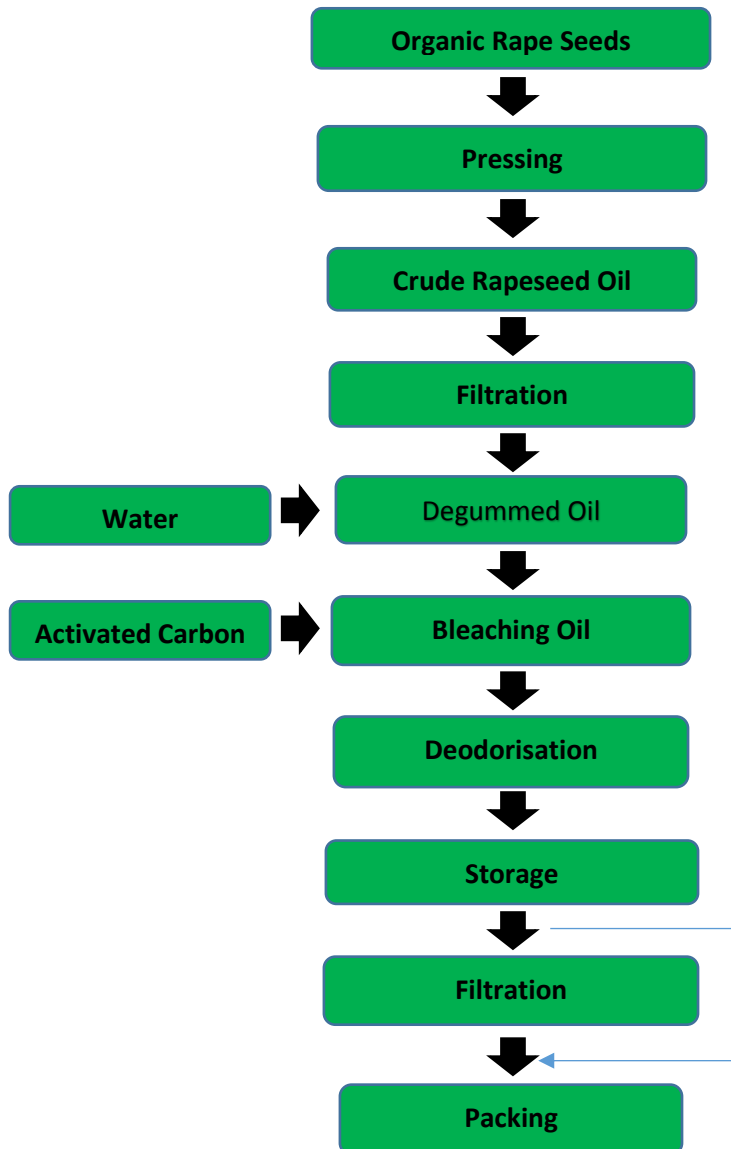 Organic Rape Seeds
Pressing
Crude Rapeseed Oil
Filtration
Water
Degummed Oil
Activated Carbon
Bleaching Oil
Deodorisation
Storage
Filtration
Packing